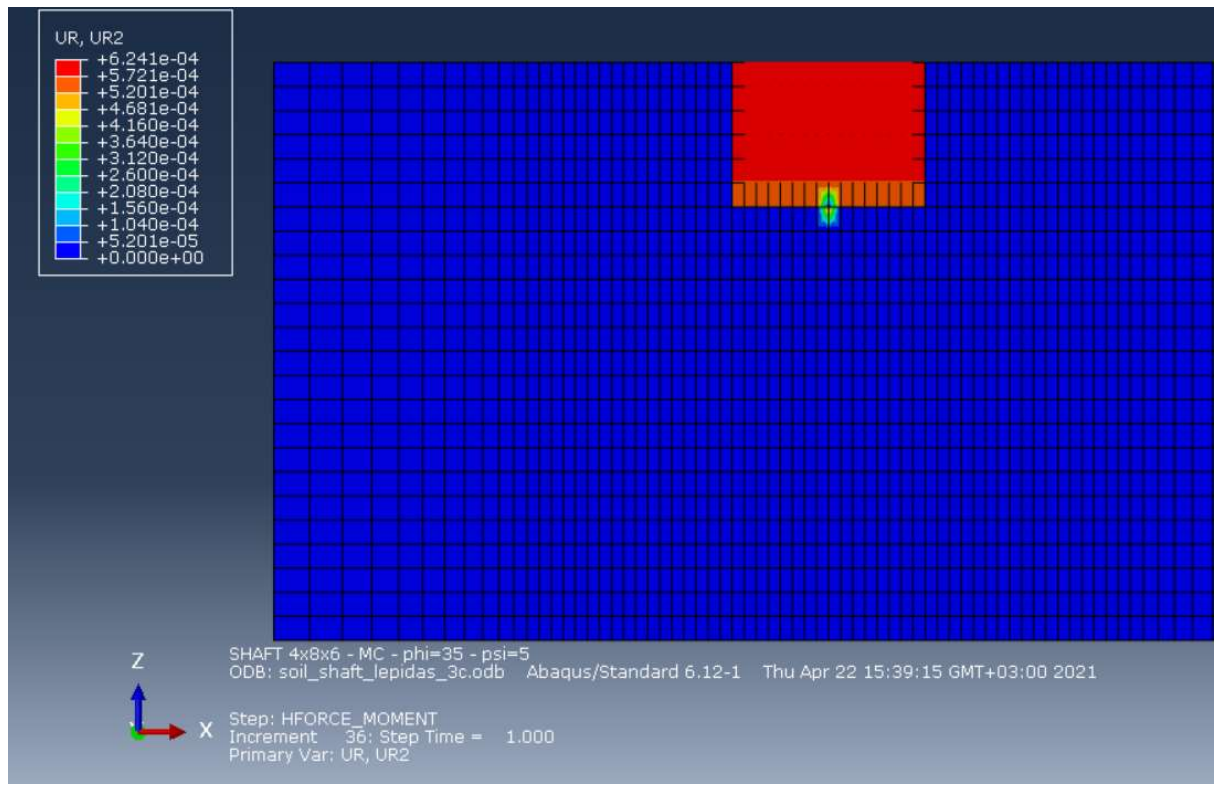 UR, UR2
+6.241e-04
+5.721e-04
+5.201e-04
+4.681e-04
+4.160e-04
+3.640e-04
+3.120e-04
+2.600e-04
+2.080e-04
+1.560e-04
+1.040e-04
+5.201e-05
+0.000e+00
Z
X
SHAFT 4x8x6 - MC - phi=35 - psi=5
ODB: soil_shaft_lepidas_3c.odb Abaqus/Standard 6.12-1 Thu Apr 22 15:39:15 GMT+03:00 2021
Step: HFORCE_MOMENT
Increment 36: Step Time = 1.000
Primary Var: UR, UR2